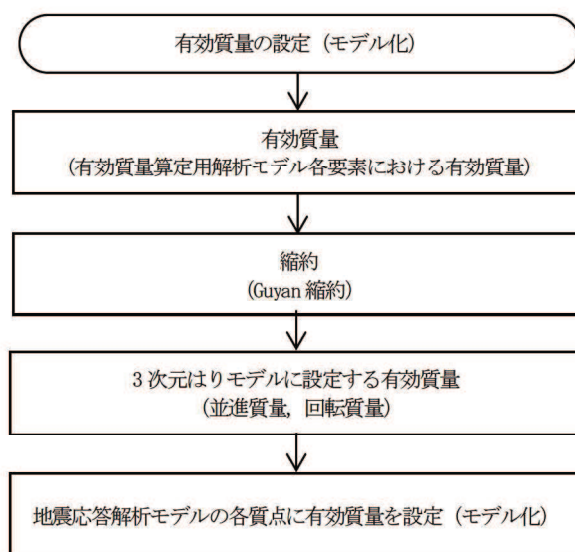 有効質量の設定（モデル化）
有効質量
（有効質量算定用解析モデル各要素における有効質量）
縮約
（Guyan 縮約）
3 次元はりモデルに設定する有効質量
（並進質量，回転質量）
地震応答解析モデルの各質点に有効質量を設定（モデル化）